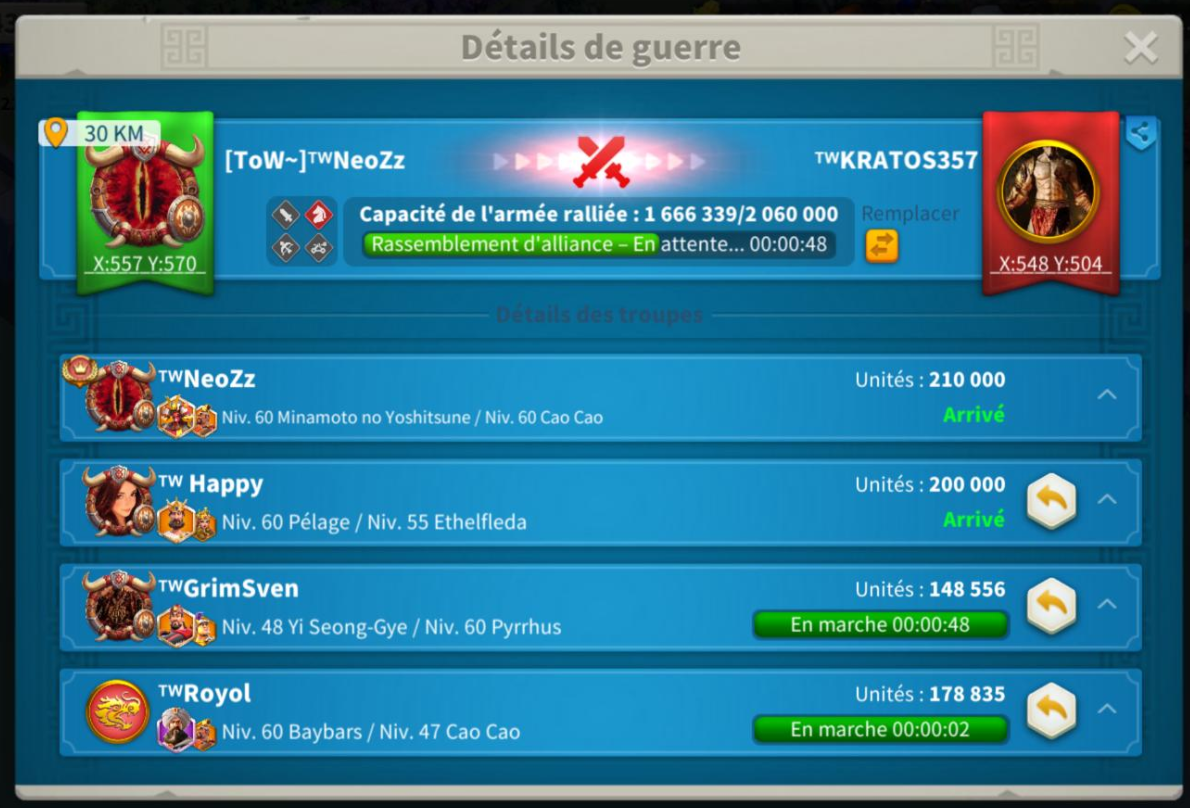 Détails de guerre
30 KM
[ToW~]ᵀᵂNeoZz
ᵀᵂKRATOS357
Capacité de l'armée ralliée : 1 666 339/2 060 000
Remplacer
Rassemblement d'alliance – En attente... 00:00:48
X:557 Y:570
X:548 Y:504
Détails des troupes
ᵀᵂNeoZz
Unités : 210 000
Niv. 60 Minamoto no Yoshitsune / Niv. 60 Cao Cao
Arrivé
ᵀᵂ Happy
Unités : 200 000
Niv. 60 Pélage / Niv. 55 Ethelfleda
Arrivé
ᵀᵂGrimSven
Unités : 148 556
Niv. 48 Yi Seong-Gye / Niv. 60 Pyrrhus
En marche 00:00:48
ᵀᵂRoyol
Unités : 178 835
Niv. 60 Baybars / Niv. 47 Cao Cao
En marche 00:00:02